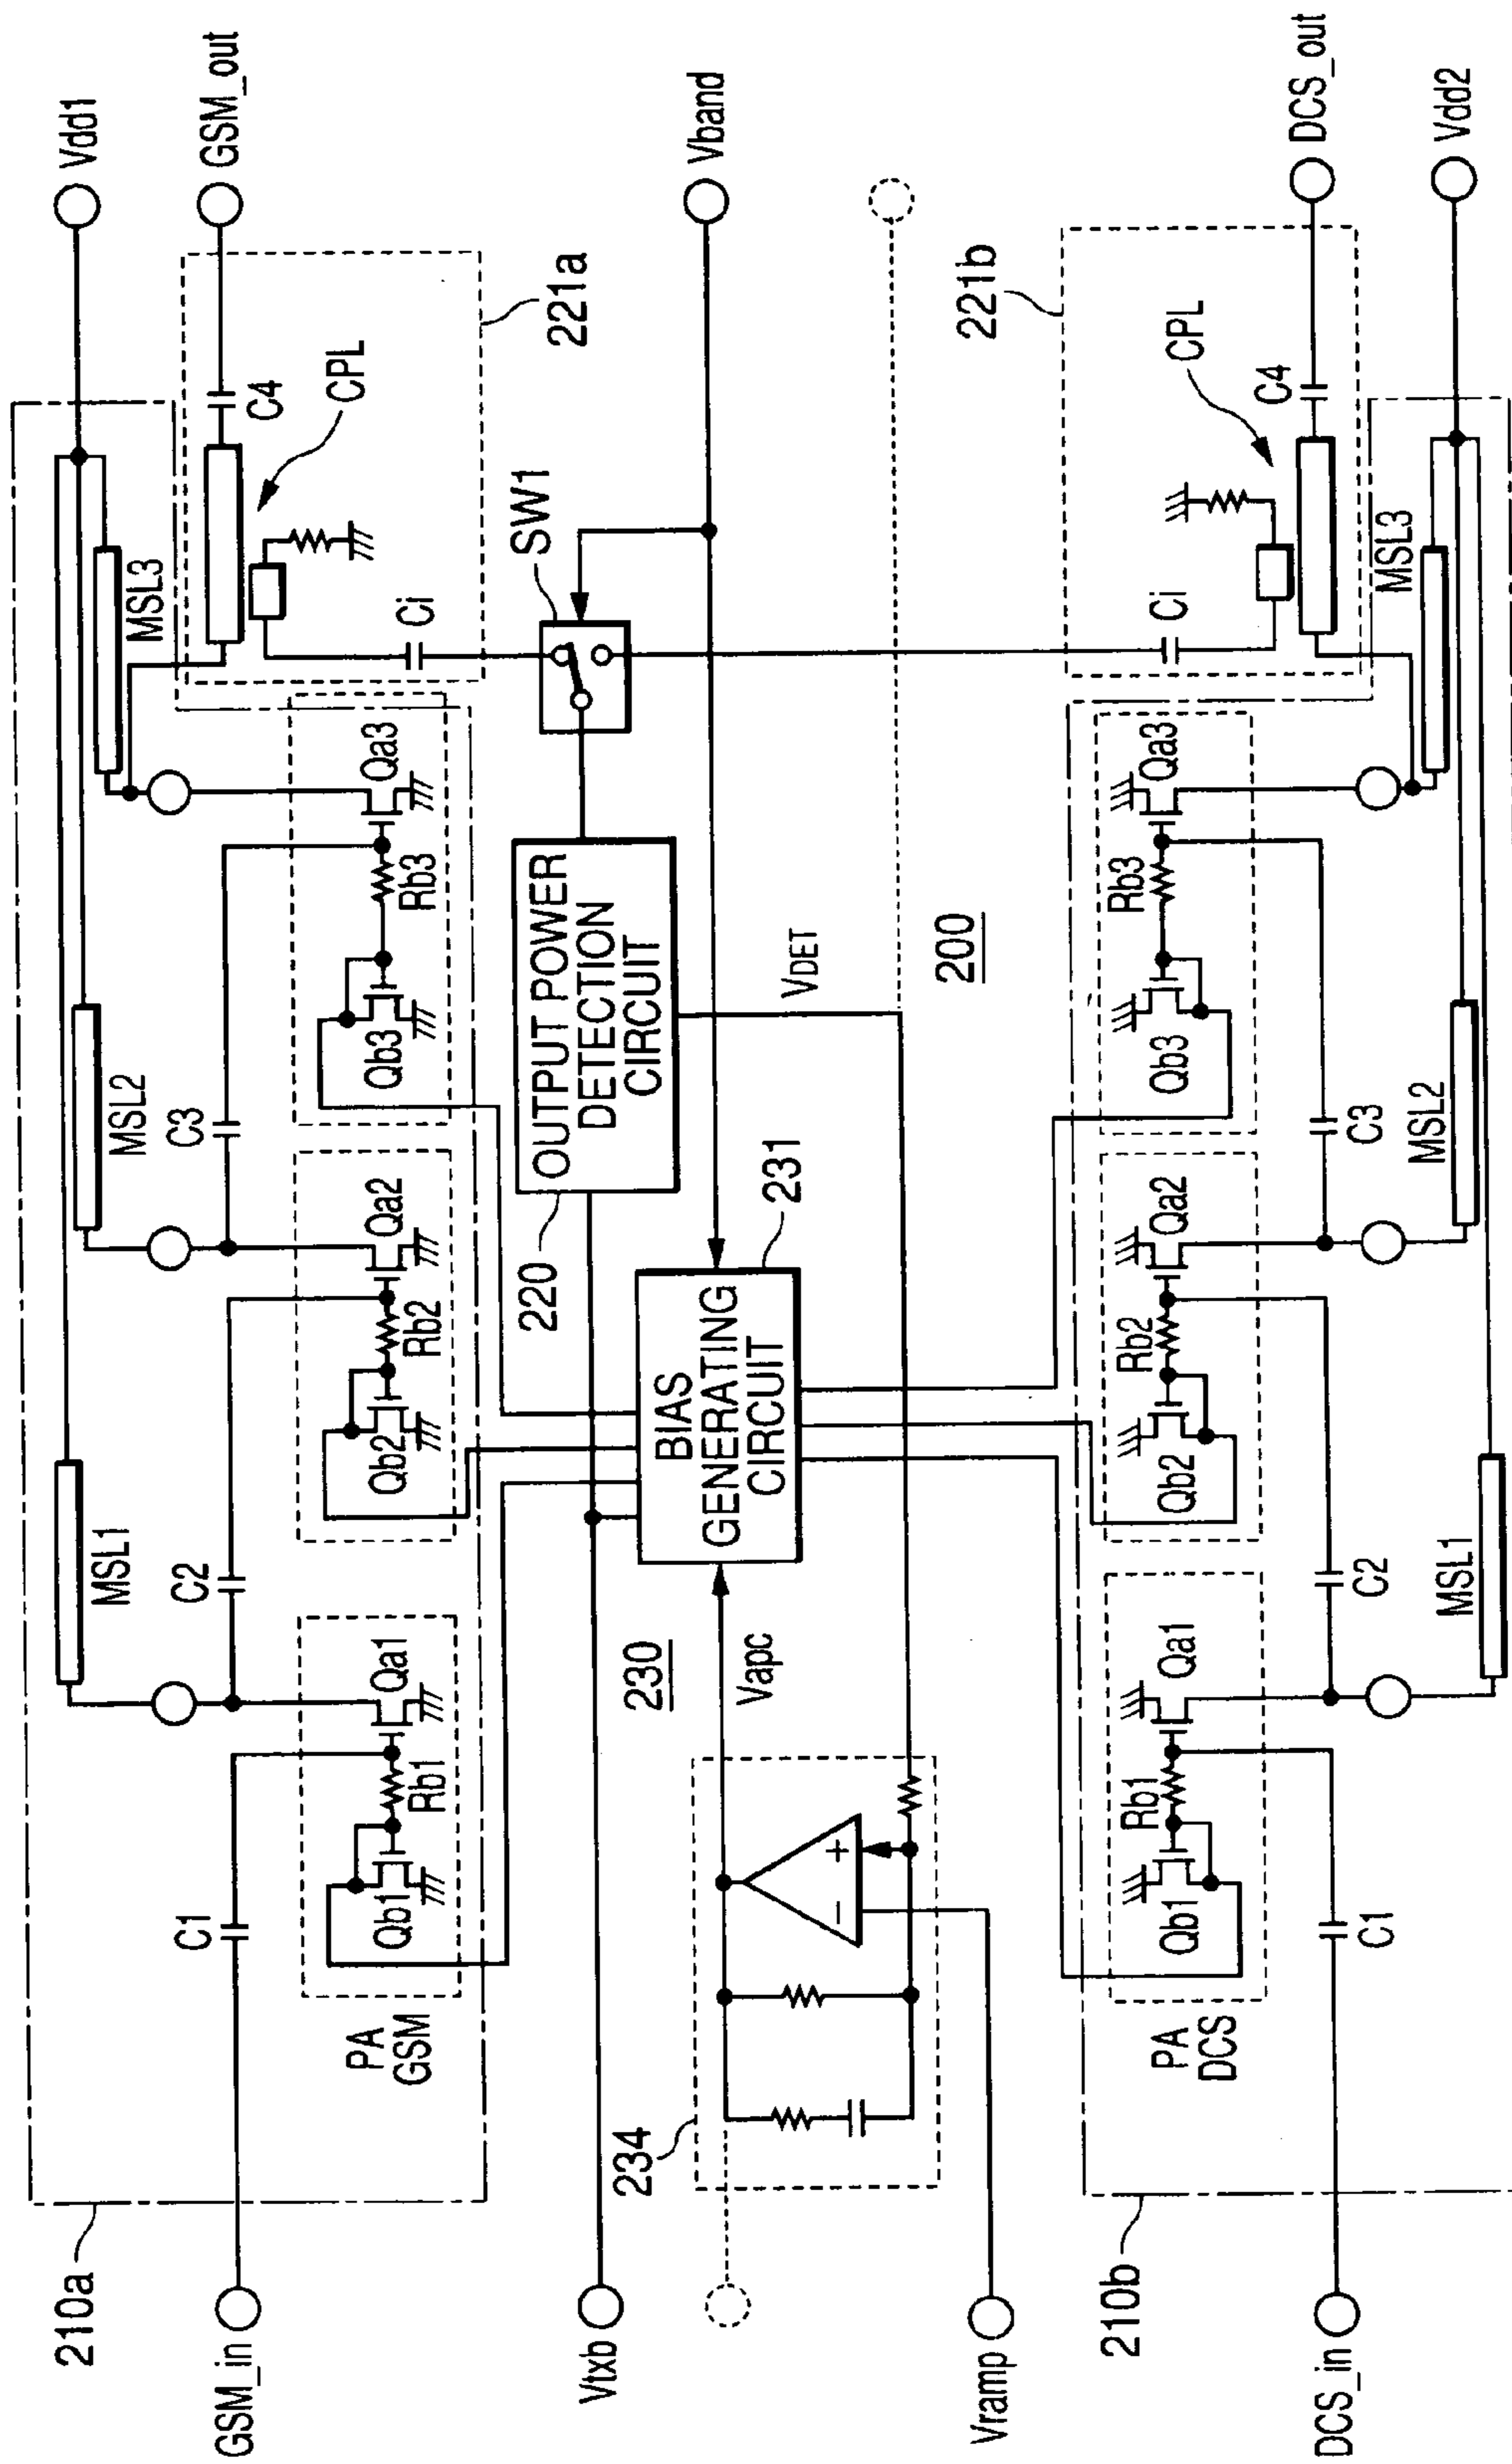 210a
GSM_in
C1
MSL1
C2
MSL2
C3
MSL3
Vdd1
GSM_out
C4
CPL
221a
Ci
PA
GSM
Qb1
Rb1
Qa1
Qb2
Rb2
Qa2
Qb3
Rb3
Qa3
SW1
Vband
Vtxb
220
OUTPUT POWER
DETECTION
CIRCUIT
230
BIAS
GENERATING
CIRCUIT
231
VDET
200
234
Vapc
+
−
Vramp
221b
CPL
C4
Ci
DCS_out
Vdd2
PA
DCS
Qb1
Rb1
Qa1
Qb2
Rb2
Qa2
Qb3
Rb3
Qa3
210b
DCS_in
C1
MSL1
C2
MSL2
C3
MSL3